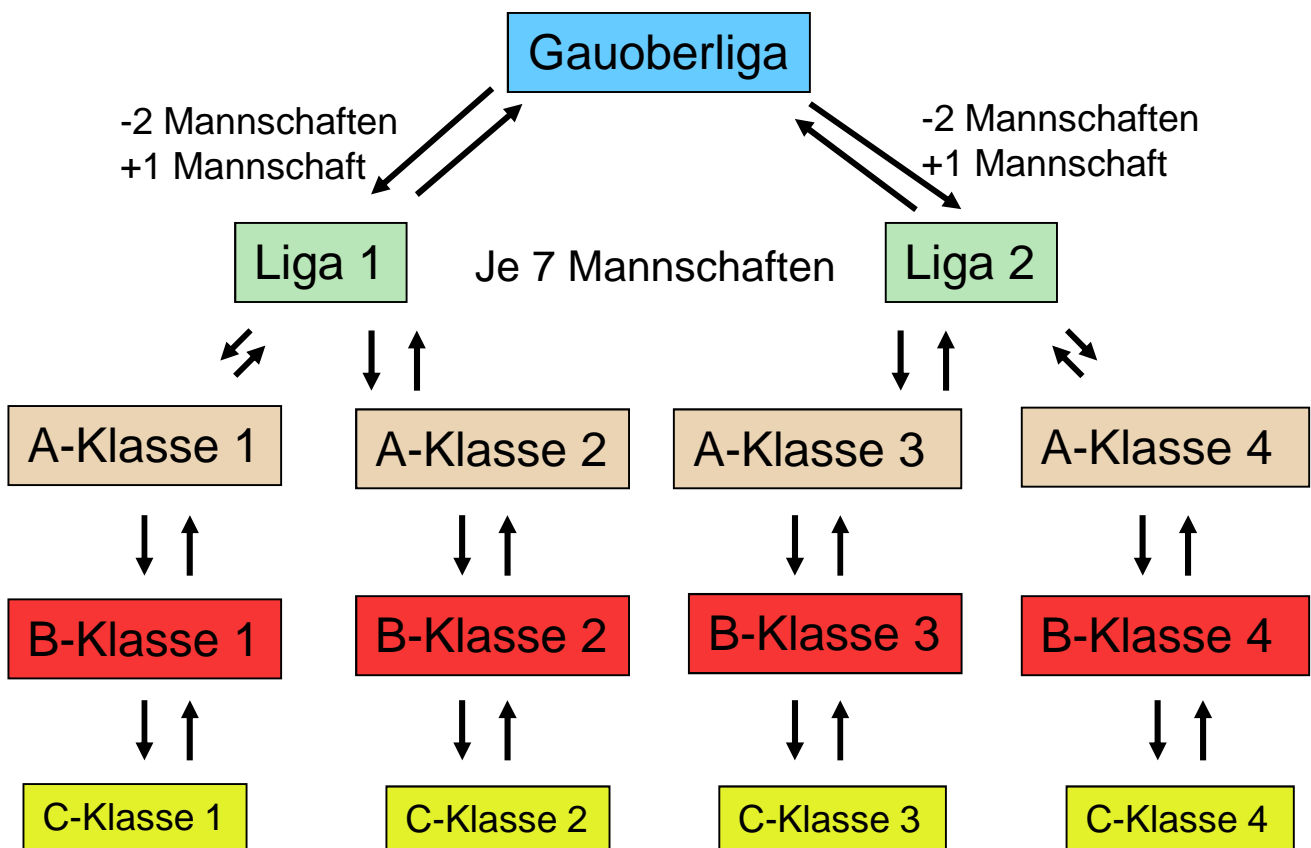 Gauoberliga
-2 Mannschaften
+1 Mannschaft
-2 Mannschaften
+1 Mannschaft
Liga 1
Je 7 Mannschaften
Liga 2
A-Klasse 1
A-Klasse 2
A-Klasse 3
A-Klasse 4
B-Klasse 1
B-Klasse 2
B-Klasse 3
B-Klasse 4
C-Klasse 1
C-Klasse 2
C-Klasse 3
C-Klasse 4